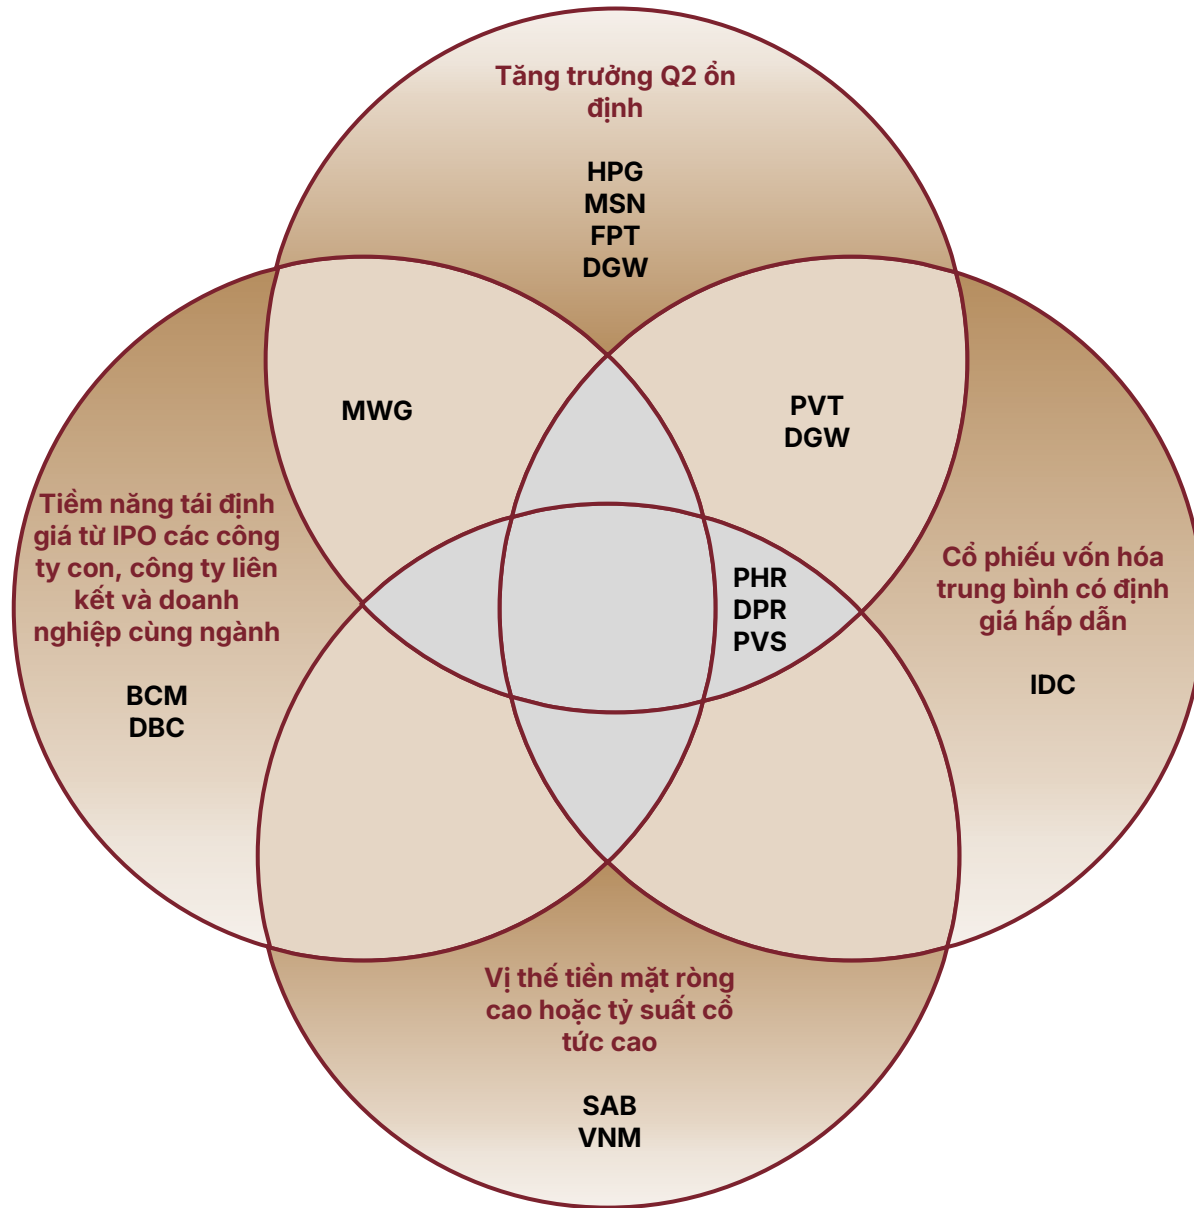 Tăng trưởng Q2 ổn
định
HPG
MSN
FPT
DGW
MWG
PVT
DGW
Tiềm năng tái định
giá từ IPO các công
ty con, công ty liên
kết và doanh
nghiệp cùng ngành
BCM
DBC
PHR
DPR
PVS
Cổ phiếu vốn hóa
trung bình có định
giá hấp dẫn
IDC
Vị thế tiền mặt ròng
cao hoặc tỷ suất cổ
tức cao
SAB
VNM